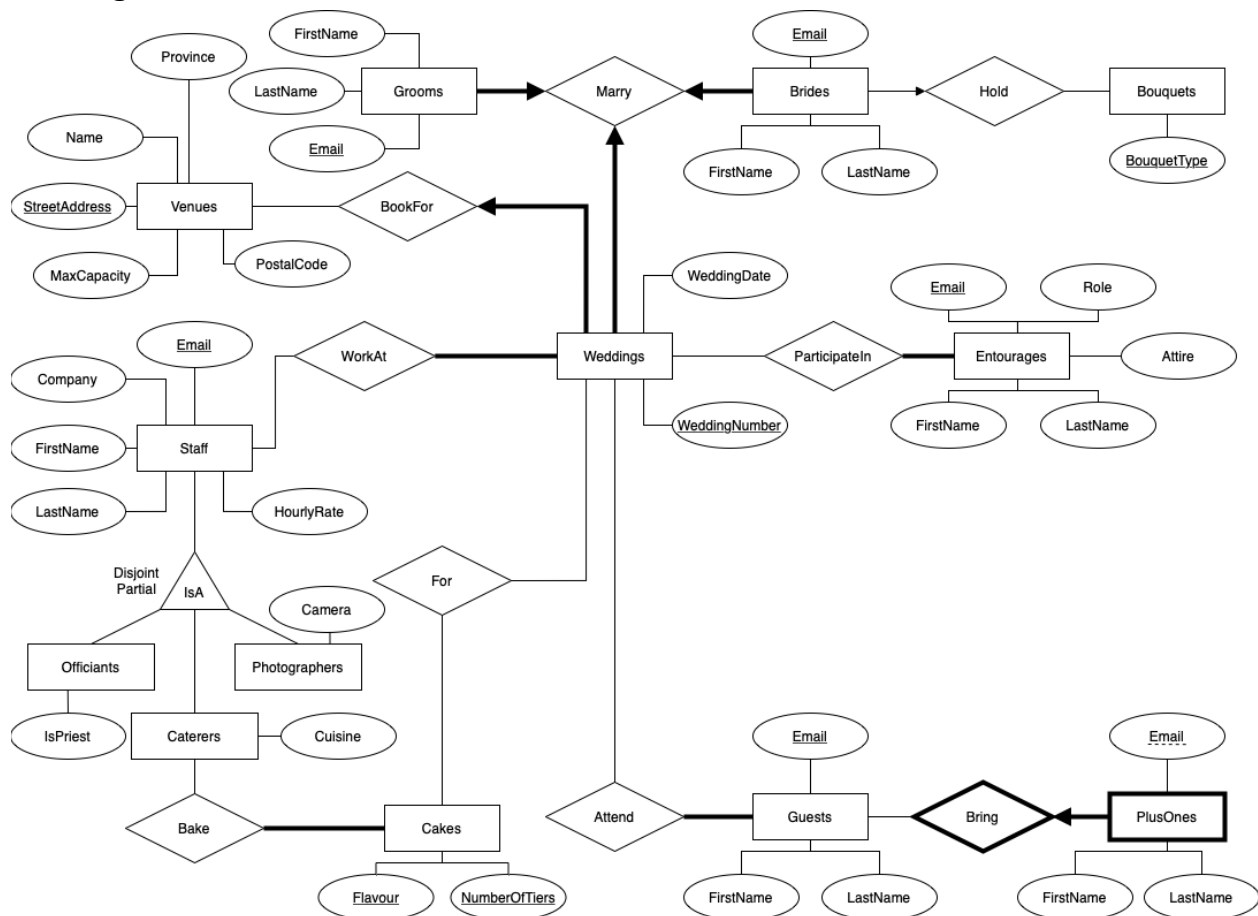 FirstName
Email
Province
LastName
Grooms
Marry
Brides
Hold
Bouquets
Name
Email
FirstName
LastName
BouquetType
StreetAddress
Venues
BookFor
MaxCapacity
PostalCode
WeddingDate
Email
Role
Email
WorkAt
Weddings
ParticipateIn
Entourages
Attire
Company
FirstName
Staff
WeddingNumber
FirstName
LastName
LastName
HourlyRate
Disjoint
Partial
IsA
For
Camera
Officiants
Photographers
IsPriest
Caterers
Cuisine
Email
Email
Bake
Cakes
Attend
Guests
Bring
PlusOnes
Flavour
NumberOfTiers
FirstName
LastName
FirstName
LastName